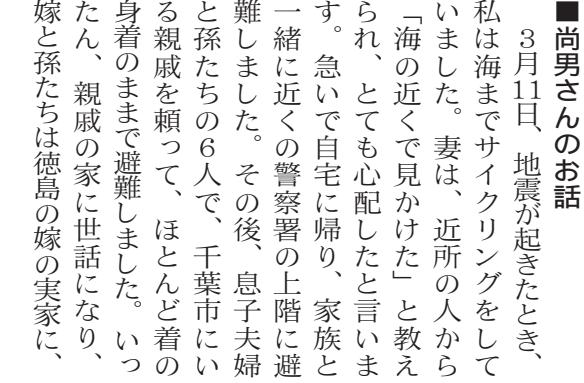 ■尚男さんのお話
　３月11日、地震が起きたとき、
私は海までサイクリングをして
いました。妻は、近所の人から
「海の近くで見かけた」と教え
られ、とても心配したと言いま
す。急いで自宅に帰り、家族と
一緒に近くの警察署の上階に避
難しました。その後、息子夫婦
と孫たちの６人で、千葉市にい
る親戚を頼って、ほとんど着の
身着のままで避難しました。いっ
たん、親戚の家に世話になり、
嫁と孫たちは徳島の嫁の実家に、